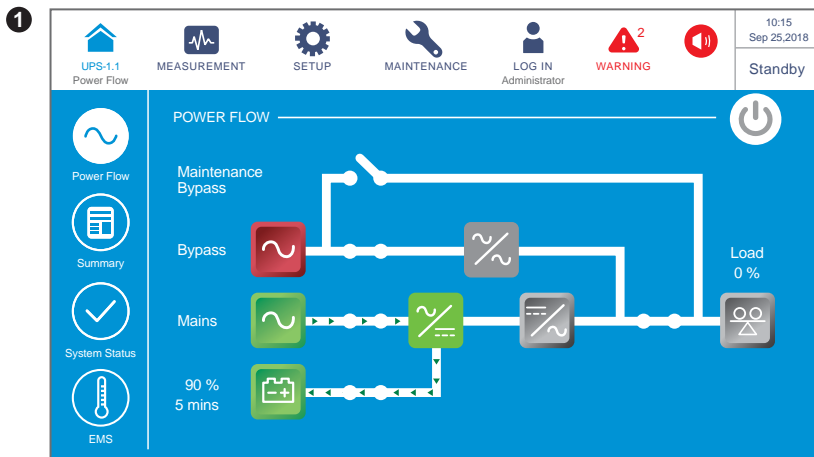 1
10:15
Sep 25,2018
Standby
2
UPS-1.1
Power Flow
MEASUREMENT
SETUP
MAINTENANCE
LOG IN
Administrator
WARNING
POWER FLOW
Power Flow
Summary
System Status
EMS
Maintenance
Bypass
Bypass
Mains
90 %
5 mins
Load
0 %